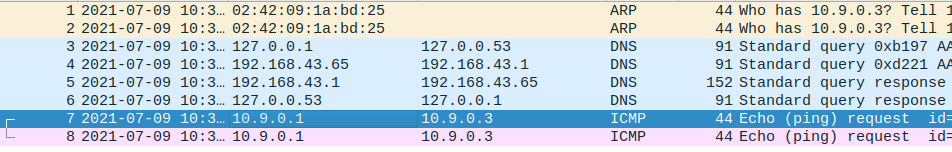 1 2021-07-09 10:3… 02:42:09:1a:bd:25 ARP 44 Who has 10.9.0.3? Tell 1
2 2021-07-09 10:3… 02:42:09:1a:bd:25 ARP 44 Who has 10.9.0.3? Tell 1
3 2021-07-09 10:3… 127.0.0.1 127.0.0.53 DNS 91 Standard query 0xb197 AA
4 2021-07-09 10:3… 192.168.43.65 192.168.43.1 DNS 91 Standard query 0xd221 AA
5 2021-07-09 10:3… 192.168.43.1 192.168.43.65 DNS 152 Standard query response
6 2021-07-09 10:3… 127.0.0.53 127.0.0.1 DNS 91 Standard query response
7 2021-07-09 10:3… 10.9.0.1 10.9.0.3 ICMP 44 Echo (ping) request id=
8 2021-07-09 10:3… 10.9.0.1 10.9.0.3 ICMP 44 Echo (ping) request id=